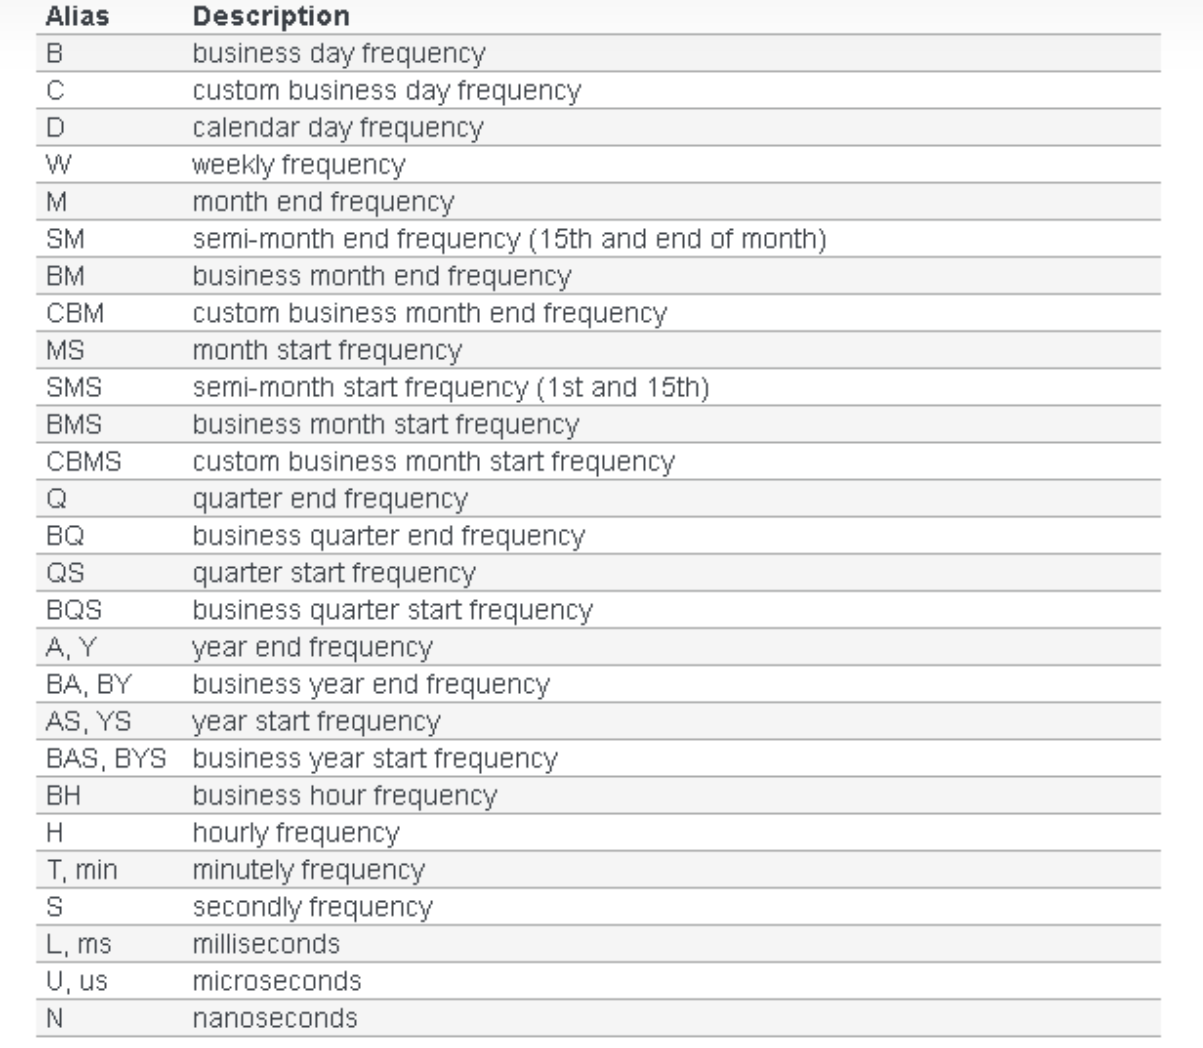 Alias Description
B business day frequency
C custom business day frequency
D calendar day frequency
W weekly frequency
M month end frequency
SM semi-month end frequency (15th and end of month)
BM business month end frequency
CBM custom business month end frequency
MS month start frequency
SMS semi-month start frequency (1st and 15th)
BMS business month start frequency
CBMS custom business month start frequency
Q quarter end frequency
BQ business quarter end frequency
QS quarter start frequency
BQS business quarter start frequency
A, Y year end frequency
BA, BY business year end frequency
AS, YS year start frequency
BAS, BYS business year start frequency
BH business hour frequency
H hourly frequency
T, min minutely frequency
S secondly frequency
L, ms milliseconds
U, us microseconds
N nanoseconds